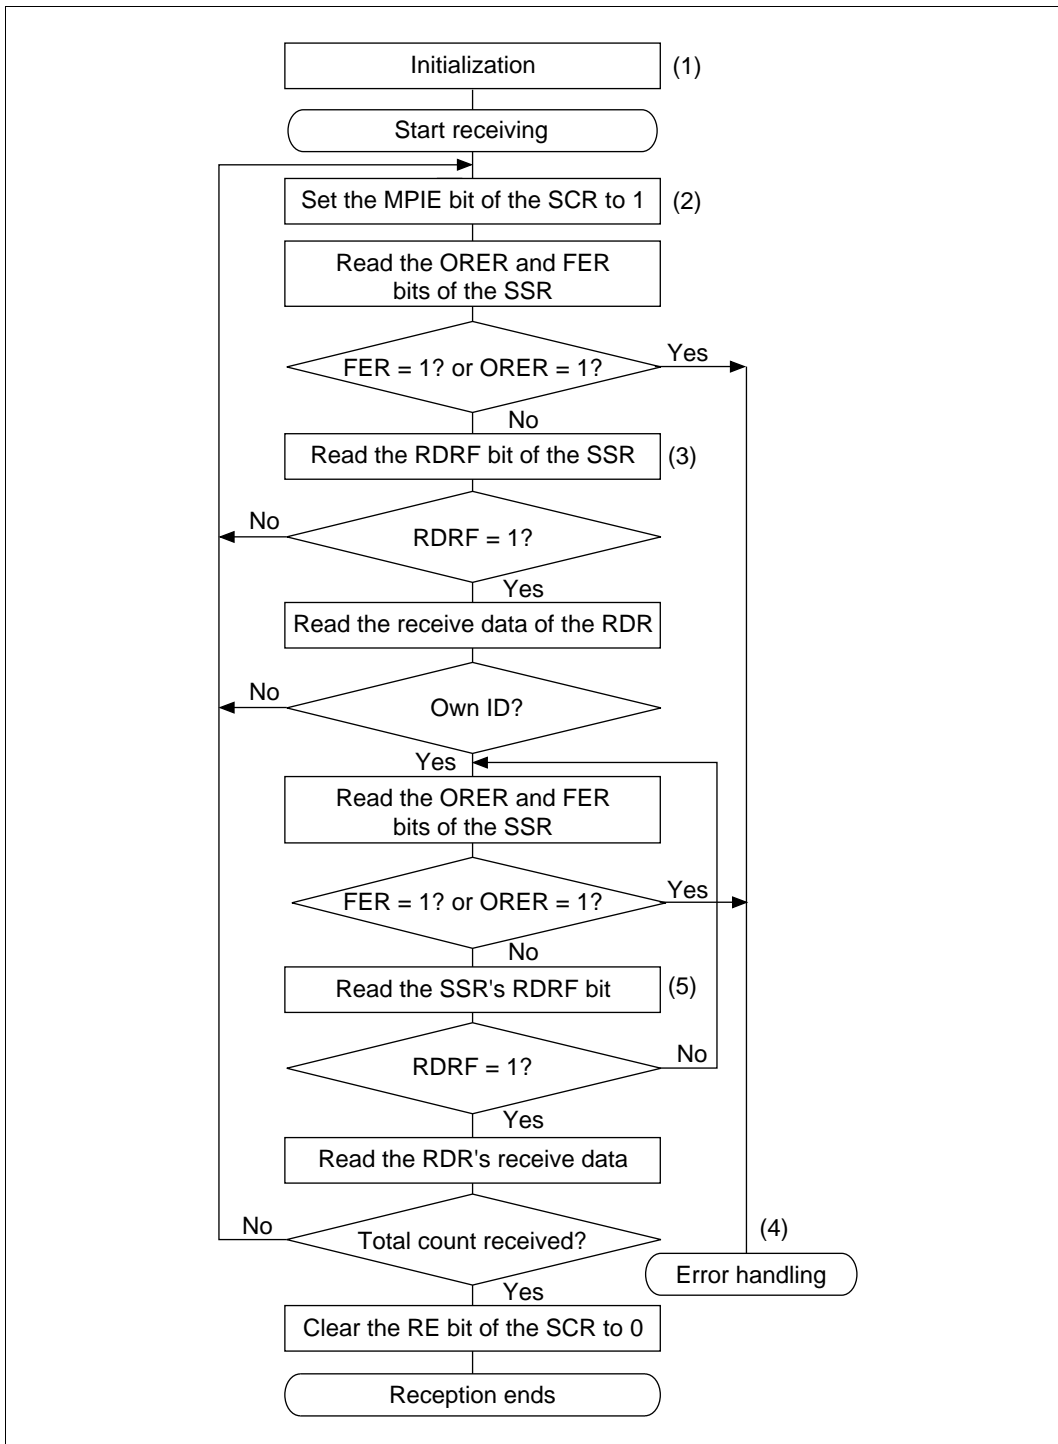 Initialization (1)
Start receiving
Set the MPIE bit of the SCR to 1 (2)
Read the ORER and FER
bits of the SSR
FER = 1? or ORER = 1? Yes
No
Read the RDRF bit of the SSR (3)
No RDRF = 1?
Yes
Read the receive data of the RDR
No Own ID?
Yes
Read the ORER and FER
bits of the SSR
FER = 1? or ORER = 1? Yes
No
Read the SSR's RDRF bit (5)
RDRF = 1? No
Yes
Read the RDR's receive data
No Total count received? (4)
Error handling
Yes
Clear the RE bit of the SCR to 0
Reception ends